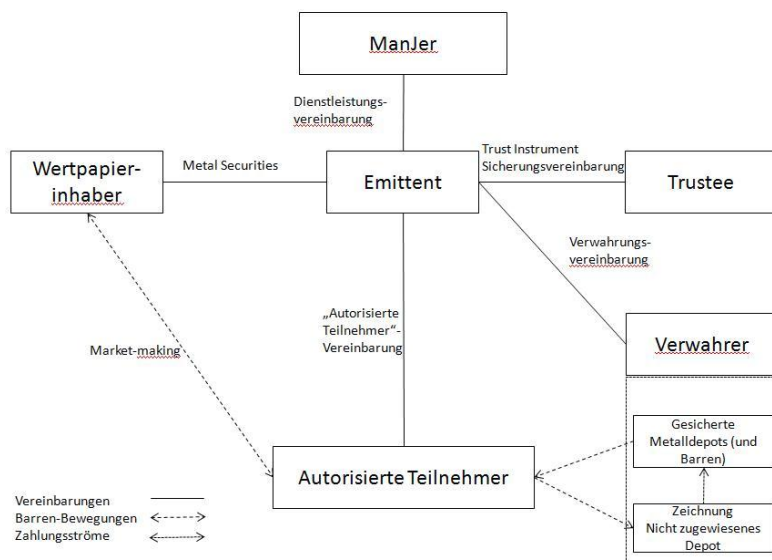 ManJer
Dienstleistungs-
vereinbarung
Wertpapier-
inhaber
Metal Securities
Emittent
Trust Instrument
Sicherungsvereinbarung
Trustee
Verwahrungs-
vereinbarung
„Autorisierte
Teilnehmer“-
Vereinbarung
Market-making
Verwahrer
Gesicherte
Metalldepots (und
Barren)
Autorisierte Teilnehmer
Zeichnung
Nicht zugewiesenes
Depot
Vereinbarungen
Barren-Bewegungen
Zahlungsströme